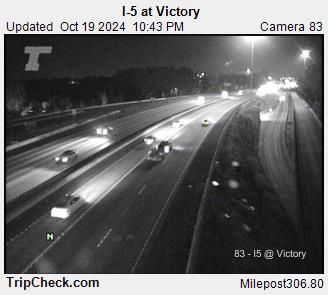 I-5 at Victory
Updated Oct 19 2024 10:43 PM Camera 83
T
N
83 - I5 @ Victory
TripCheck.com Milepost306.80